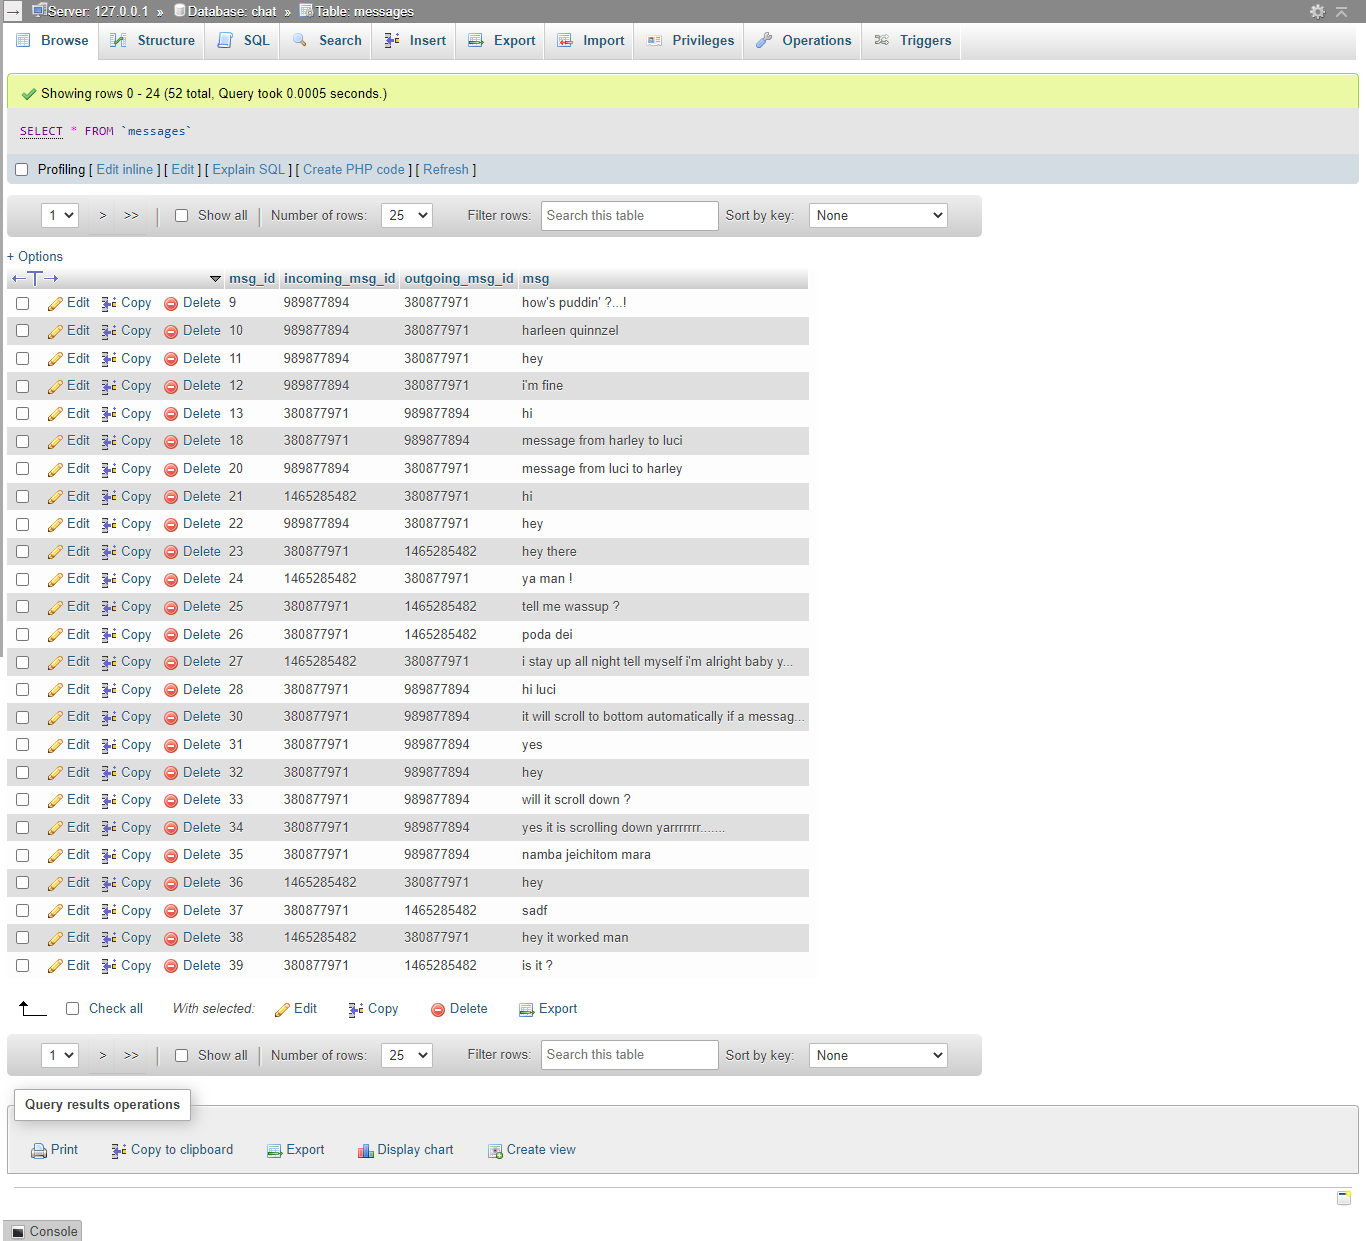 Server: 127.0.0.1 » Database: chat » Table: messages
Browse Structure SQL Search Insert Export Import Privileges Operations Triggers
Showing rows 0 - 24 (52 total, Query took 0.0005 seconds.)
SELECT * FROM `messages`
Profiling [ Edit inline ] [ Edit ] [ Explain SQL ] [ Create PHP code ] [ Refresh ]
1 > >> | Show all | Number of rows: 25 Filter rows: Search this table Sort by key: None
+ Options
←T→ msg_id incoming_msg_id outgoing_msg_id msg
Edit Copy Delete 9 989877894 380877971 how's puddin' ?...!
Edit Copy Delete 10 989877894 380877971 harleen quinnzel
Edit Copy Delete 11 989877894 380877971 hey
Edit Copy Delete 12 989877894 380877971 i'm fine
Edit Copy Delete 13 380877971 989877894 hi
Edit Copy Delete 18 380877971 989877894 message from harley to luci
Edit Copy Delete 20 989877894 380877971 message from luci to harley
Edit Copy Delete 21 1465285482 380877971 hi
Edit Copy Delete 22 989877894 380877971 hey
Edit Copy Delete 23 380877971 1465285482 hey there
Edit Copy Delete 24 1465285482 380877971 ya man !
Edit Copy Delete 25 380877971 1465285482 tell me wassup ?
Edit Copy Delete 26 380877971 1465285482 poda dei
Edit Copy Delete 27 1465285482 380877971 i stay up all night tell myself i'm alright baby y...
Edit Copy Delete 28 380877971 989877894 hi luci
Edit Copy Delete 30 380877971 989877894 it will scroll to bottom automatically if a messag...
Edit Copy Delete 31 380877971 989877894 yes
Edit Copy Delete 32 380877971 989877894 hey
Edit Copy Delete 33 380877971 989877894 will it scroll down ?
Edit Copy Delete 34 380877971 989877894 yes it is scrolling down yarrrrrrr.......
Edit Copy Delete 35 380877971 989877894 namba jeichitom mara
Edit Copy Delete 36 1465285482 380877971 hey
Edit Copy Delete 37 380877971 1465285482 sadf
Edit Copy Delete 38 1465285482 380877971 hey it worked man
Edit Copy Delete 39 380877971 1465285482 is it ?
Check all With selected: Edit Copy Delete Export
1 > >> | Show all | Number of rows: 25 Filter rows: Search this table Sort by key: None
Query results operations
Print Copy to clipboard Export Display chart Create view
Console